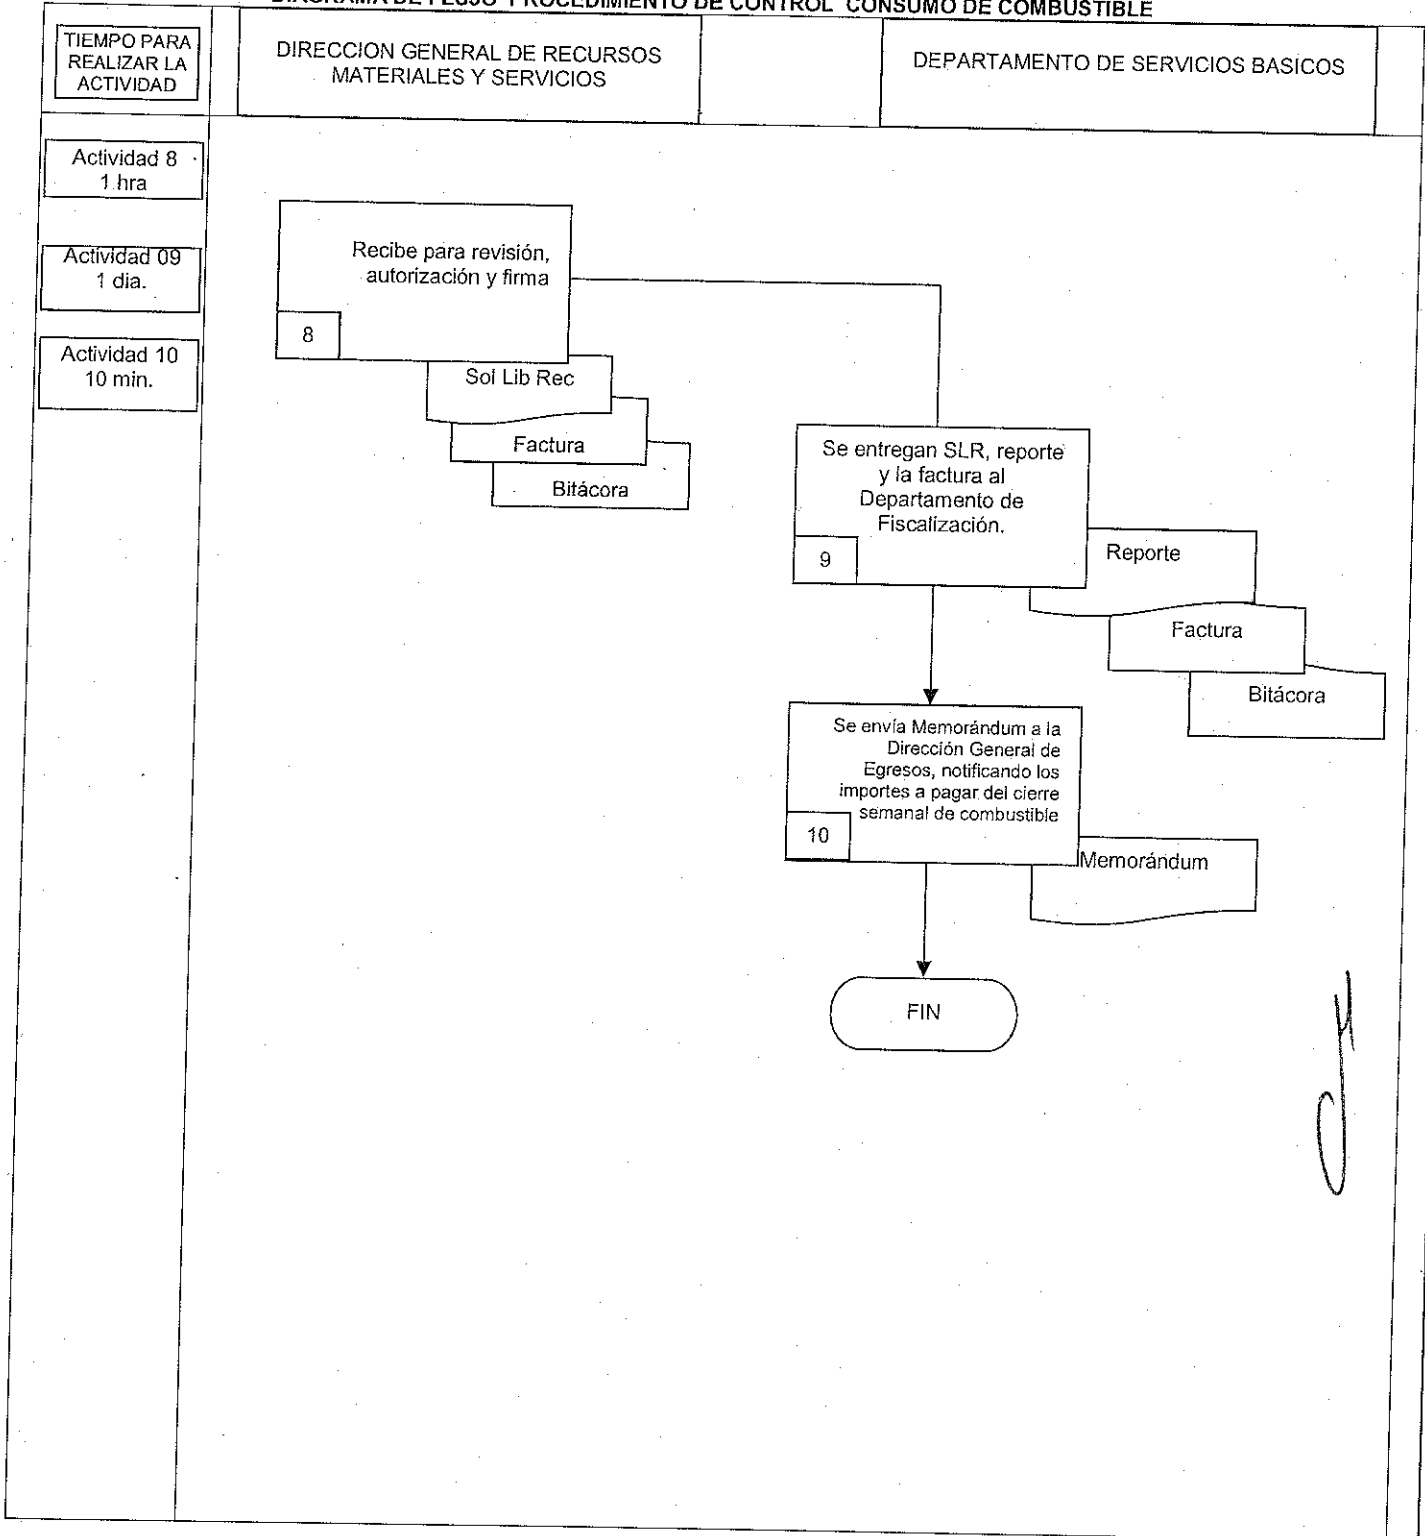 DIAGRAMA DE FLUJO PROCEDIMIENTO DE CONTROL CONSUMO DE COMBUSTIBLE
TIEMPO PARA
REALIZAR LA
ACTIVIDAD
DIRECCION GENERAL DE RECURSOS
MATERIALES Y SERVICIOS
DEPARTAMENTO DE SERVICIOS BASICOS
Actividad 8
1 hra
Actividad 09
1 dia.
Actividad 10
10 min.
Recibe para revisión,
autorización y firma
8
Sol Lib Rec
Factura
Bitácora
Se entregan SLR, reporte
y la factura al
Departamento de
Fiscalización.
9
Reporte
Factura
Bitácora
Se envía Memorándum a la
Dirección General de
Egresos, notificando los
importes a pagar del cierre
semanal de combustible
10
Memorándum
FIN